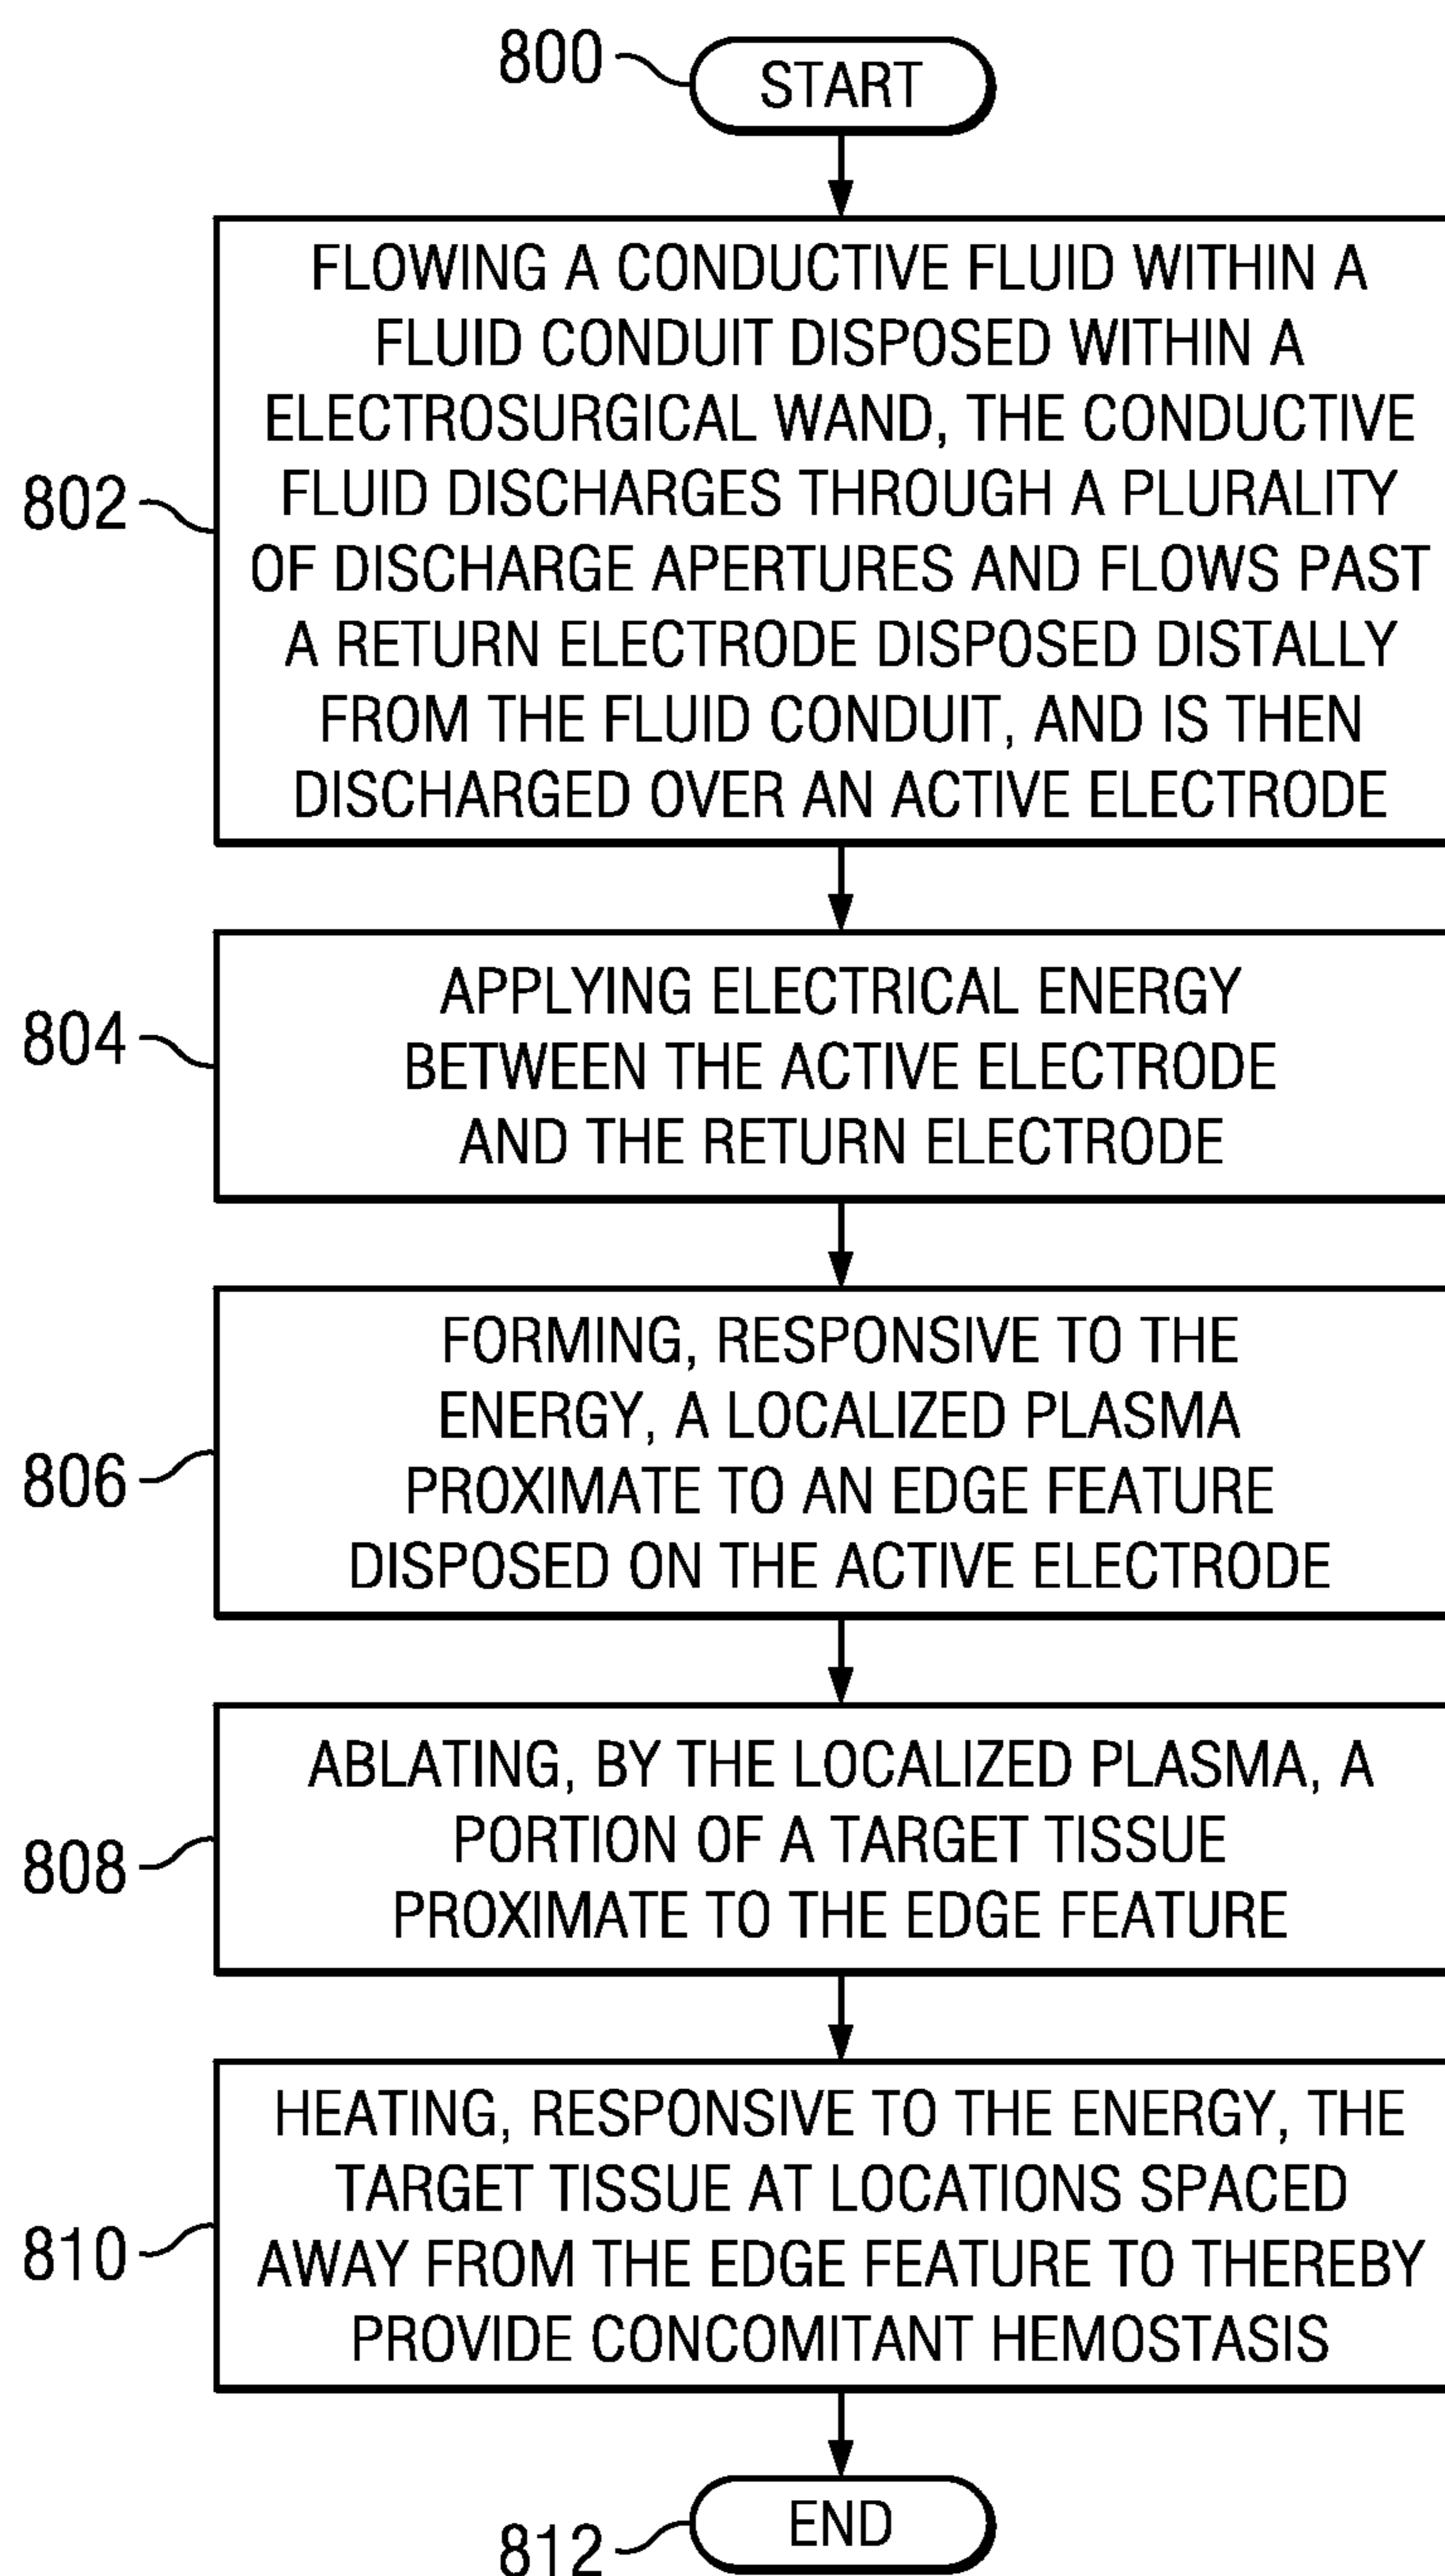 800
START
802
FLOWING A CONDUCTIVE FLUID WITHIN A
FLUID CONDUIT DISPOSED WITHIN A
ELECTROSURGICAL WAND, THE CONDUCTIVE
FLUID DISCHARGES THROUGH A PLURALITY
OF DISCHARGE APERTURES AND FLOWS PAST
A RETURN ELECTRODE DISPOSED DISTALLY
FROM THE FLUID CONDUIT, AND IS THEN
DISCHARGED OVER AN ACTIVE ELECTRODE
804
APPLYING ELECTRICAL ENERGY
BETWEEN THE ACTIVE ELECTRODE
AND THE RETURN ELECTRODE
806
FORMING, RESPONSIVE TO THE
ENERGY, A LOCALIZED PLASMA
PROXIMATE TO AN EDGE FEATURE
DISPOSED ON THE ACTIVE ELECTRODE
808
ABLATING, BY THE LOCALIZED PLASMA, A
PORTION OF A TARGET TISSUE
PROXIMATE TO THE EDGE FEATURE
810
HEATING, RESPONSIVE TO THE ENERGY, THE
TARGET TISSUE AT LOCATIONS SPACED
AWAY FROM THE EDGE FEATURE TO THEREBY
PROVIDE CONCOMITANT HEMOSTASIS
812
END